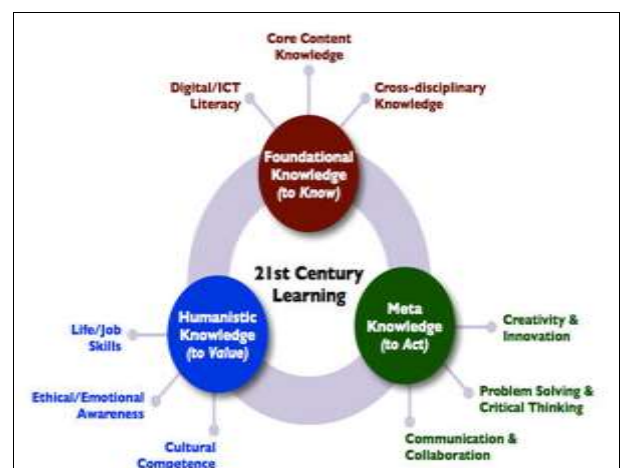 Core Content
Knowledge
Digital/ICT
Literacy
Cross-disciplinary
Knowledge
Foundational
Knowledge
(to Know)
21st Century
Learning
Humanistic
Knowledge
(to Value)
Meta
Knowledge
(to Act)
Life/Job
Skills
Ethical/Emotional
Awareness
Cultural
Competence
Creativity &
Innovation
Problem Solving &
Critical Thinking
Communication &
Collaboration